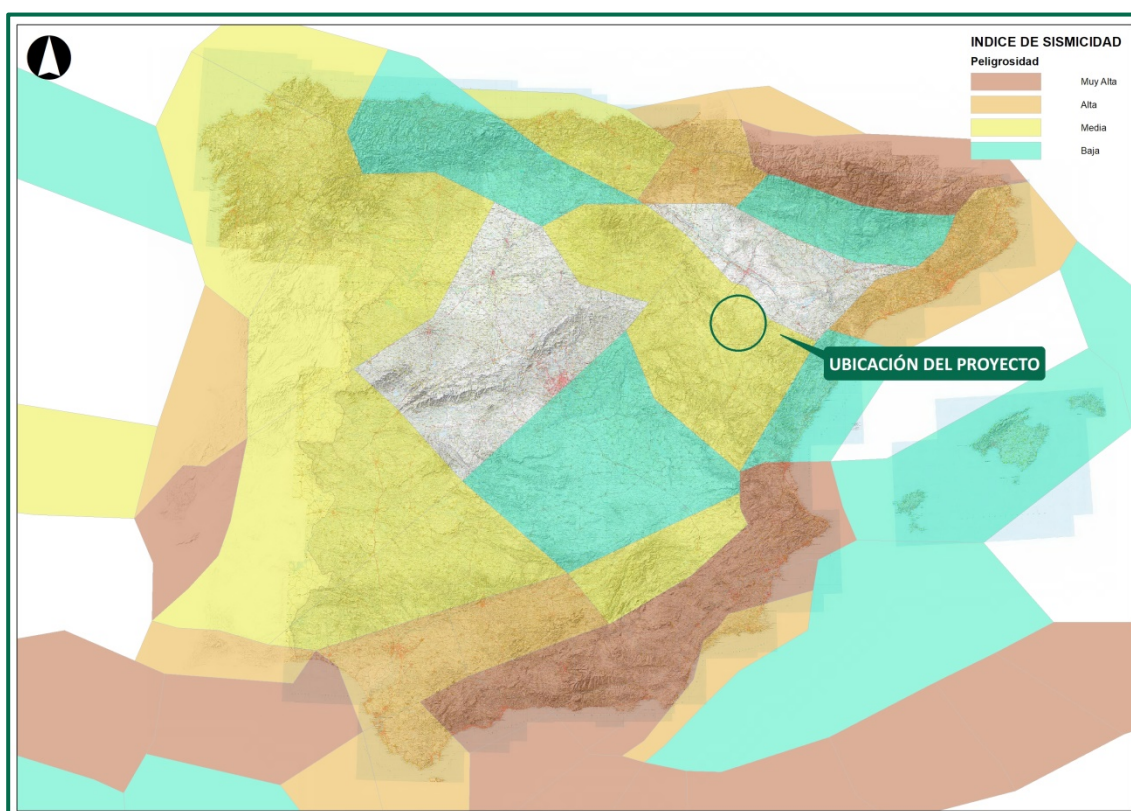 INDICE DE SISMICIDAD
Peligrosidad
Muy Alta
Alta
Media
Baja
UBICACIÓN DEL PROYECTO